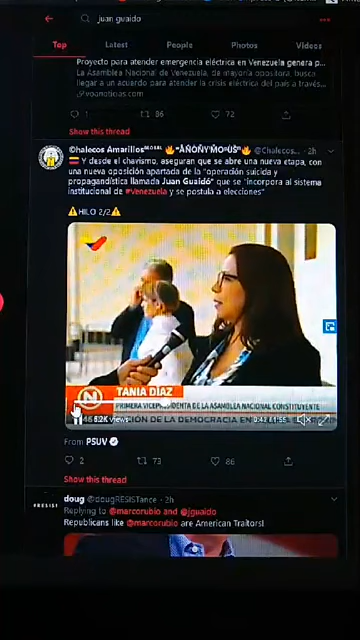 juan guaido
Top Latest People Photos Videos
Proyecto para atender emergencia eléctrica en Venezuela genera p...
La Asamblea Nacional de Venezuela, de mayoría opositora, busca
llegar a un acuerdo para atender la crisis eléctrica del país a través...
voanoticias.com
1 86 72
Show this thread
©halecos Amarillos @Chalecos... · 2h
Y desde el chavismo, aseguran que se abre una nueva etapa, con
una nueva oposición apartada de la "operación suicida y
propagandística llamada Juan Guaidó" que se "incorpora al sistema
institucional de #Venezuela y se postula a elecciones"
HILO 2/2
TANIA DÍAZ
PRIMERA VICEPRESIDENTA DE LA ASAMBLEA NACIONAL CONSTITUYENTE
views
DE LA DEMOCRACIA EN
From PSUV
2 73 86
Show this thread
#RESIST
doug @dougRESISTance · 2h
Replying to @marcorubio and @jguaido
Republicans like @marcorubio are American Traitors!